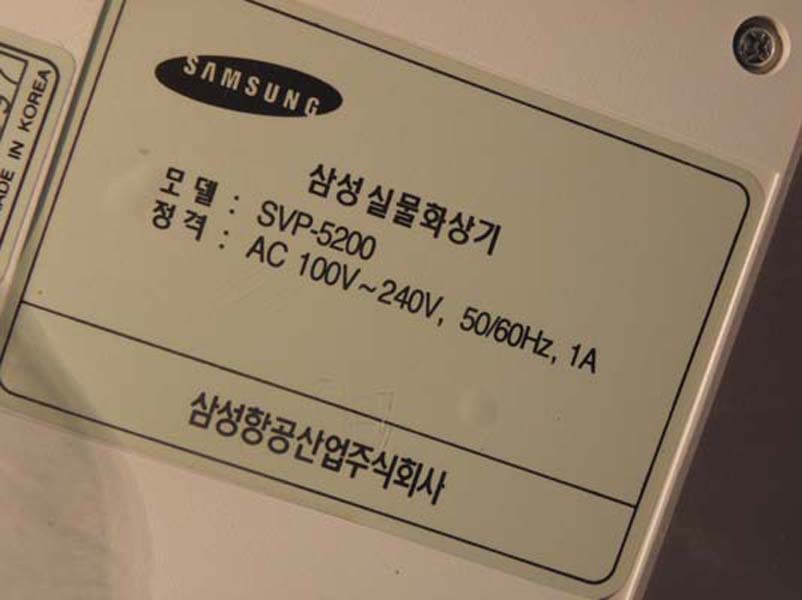 SAMSUNG
삼성 실물화상기
모델 : SVP-5200
정격 : AC 100V~240V, 50/60Hz, 1A
삼성항공산업주식회사
IN KOREA